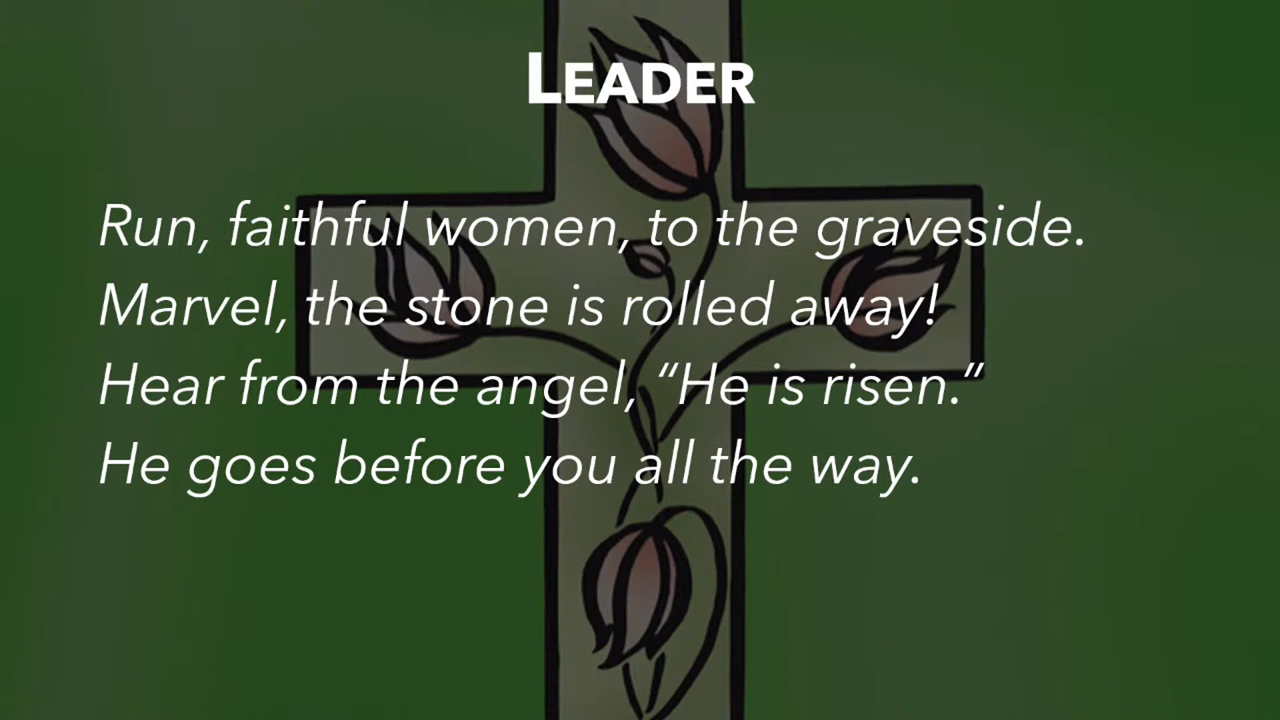 LEADER
Run, faithful women, to the graveside.
Marvel, the stone is rolled away!
Hear from the angel, “He is risen.”
He goes before you all the way.